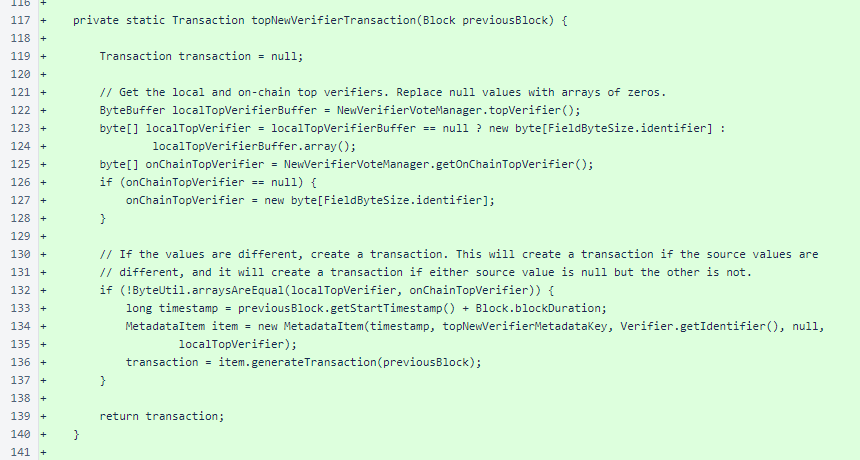 116 +
117 +    private static Transaction topNewVerifierTransaction(Block previousBlock) {
118 +
119 +        Transaction transaction = null;
120 +
121 +        // Get the local and on-chain top verifiers. Replace null values with arrays of zeros.
122 +        ByteBuffer localTopVerifierBuffer = NewVerifierVoteManager.topVerifier();
123 +        byte[] localTopVerifier = localTopVerifierBuffer == null ? new byte[FieldByteSize.identifier] :
124 +                localTopVerifierBuffer.array();
125 +        byte[] onChainTopVerifier = NewVerifierVoteManager.getOnChainTopVerifier();
126 +        if (onChainTopVerifier == null) {
127 +            onChainTopVerifier = new byte[FieldByteSize.identifier];
128 +        }
129 +
130 +        // If the values are different, create a transaction. This will create a transaction if the source values are
131 +        // different, and it will create a transaction if either source value is null but the other is not.
132 +        if (!ByteUtil.arraysAreEqual(localTopVerifier, onChainTopVerifier)) {
133 +            long timestamp = previousBlock.getStartTimestamp() + Block.blockDuration;
134 +            MetadataItem item = new MetadataItem(timestamp, topNewVerifierMetadataKey, Verifier.getIdentifier(), null,
135 +                    localTopVerifier);
136 +            transaction = item.generateTransaction(previousBlock);
137 +        }
138 +
139 +        return transaction;
140 +    }
141 +